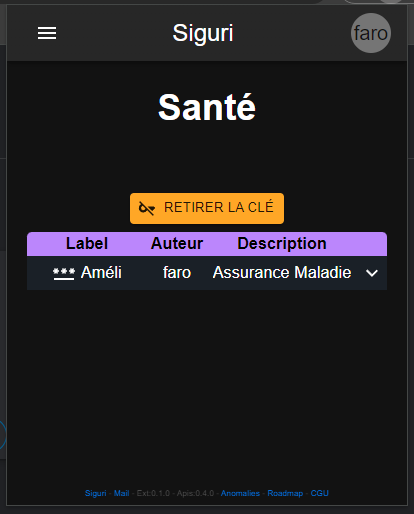 Siguri
faro
Santé
RETIRER LA CLÉ
Label Auteur Description
*** Améli faro Assurance Maladie
Siguri - Mail - Ext:0.1.0 - Apis:0.4.0 - Anomalies - Roadmap - CGU